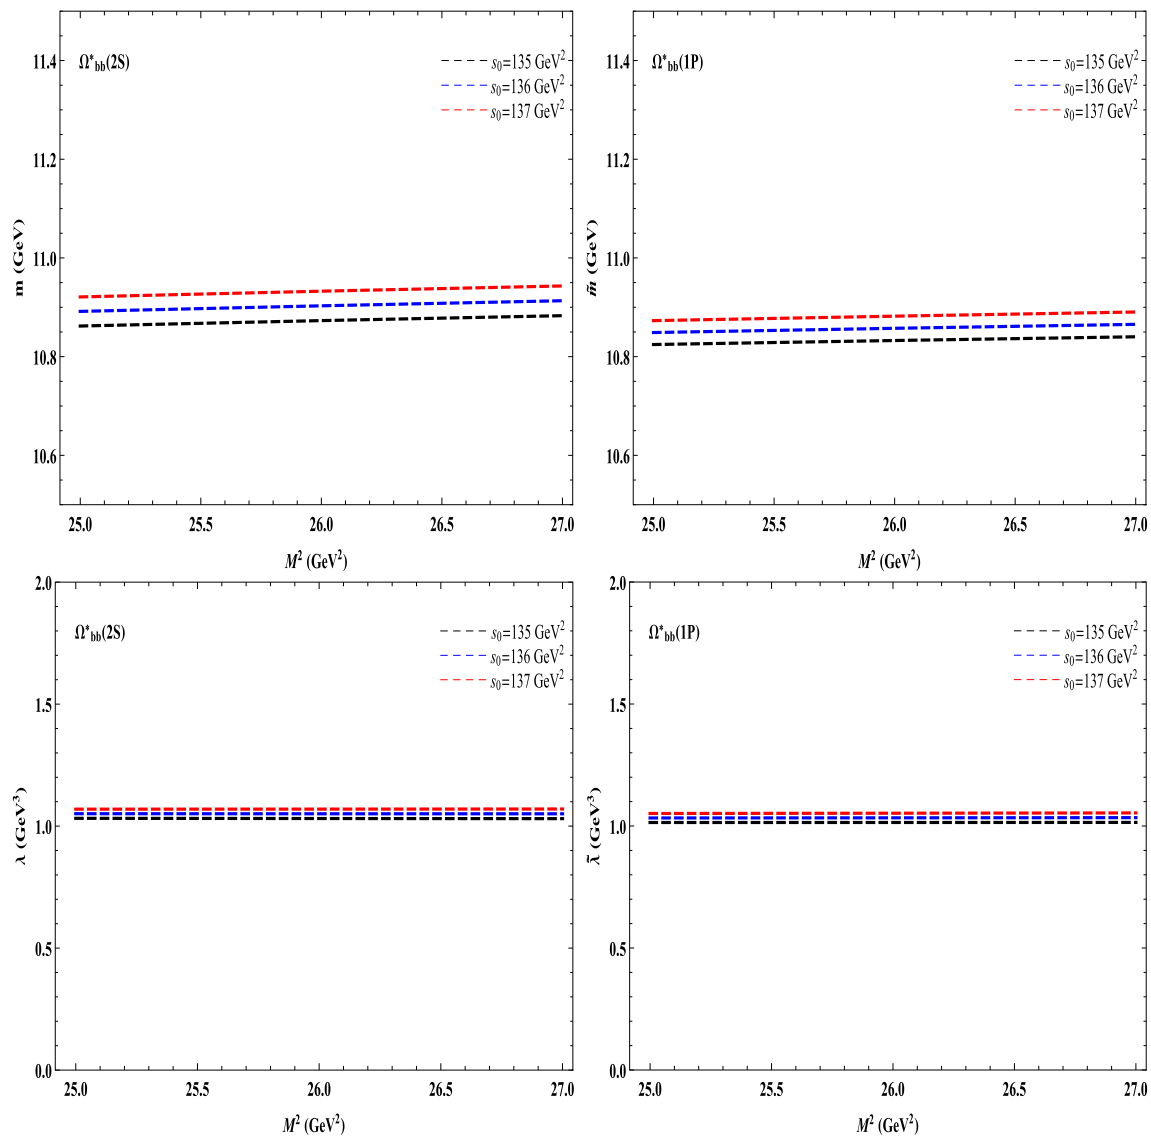 Ω*bb(2S)
s0=135 GeV2
s0=136 GeV2
s0=137 GeV2
11.4
11.2
11.0
10.8
10.6
m (GeV)
25.0 25.5 26.0 26.5 27.0
M2 (GeV2)
Ω*bb(1P)
s0=135 GeV2
s0=136 GeV2
s0=137 GeV2
11.4
11.2
11.0
10.8
10.6
m̃ (GeV)
25.0 25.5 26.0 26.5 27.0
M2 (GeV2)
Ω*bb(2S)
s0=135 GeV2
s0=136 GeV2
s0=137 GeV2
2.0
1.5
1.0
0.5
0.0
λ (GeV3)
25.0 25.5 26.0 26.5 27.0
M2 (GeV2)
Ω*bb(1P)
s0=135 GeV2
s0=136 GeV2
s0=137 GeV2
2.0
1.5
1.0
0.5
0.0
λ̃ (GeV3)
25.0 25.5 26.0 26.5 27.0
M2 (GeV2)